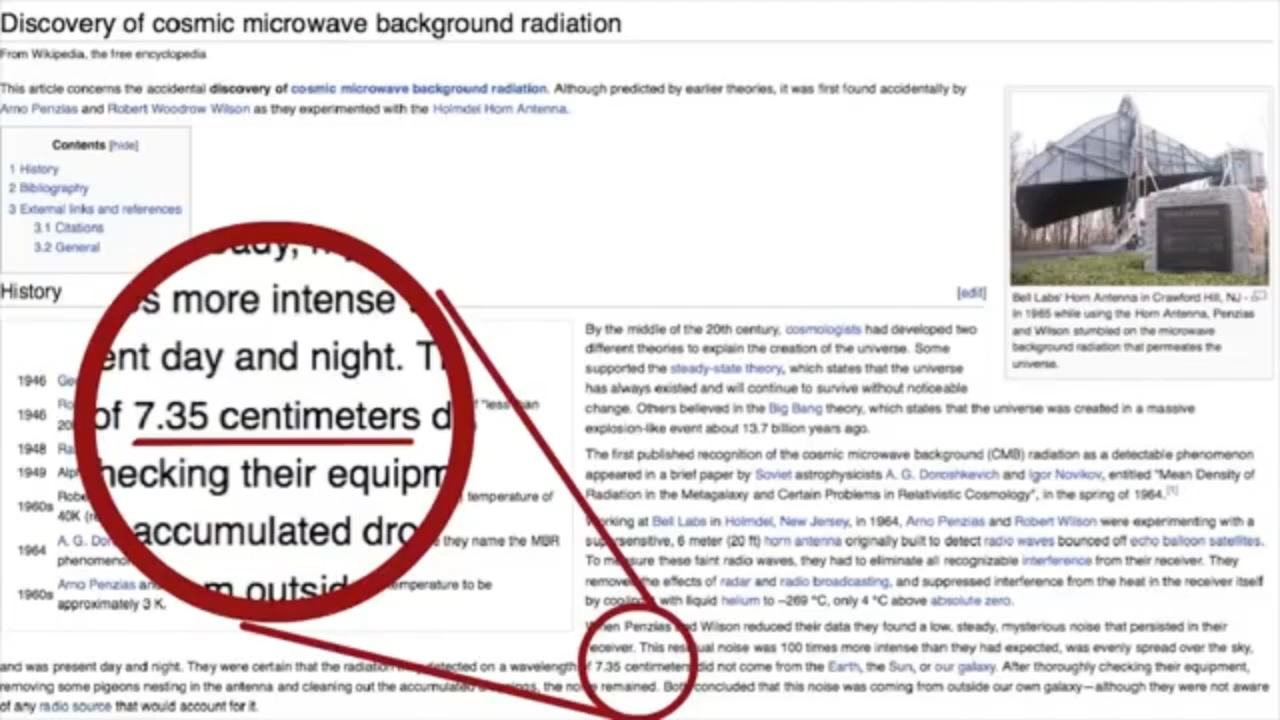 Discovery of cosmic microwave background radiation
From Wikipedia, the free encyclopedia
This article concerns the accidental discovery of cosmic microwave background radiation. Although predicted by earlier theories, it was first found accidentally by
Arno Penzias and Robert Woodrow Wilson as they experimented with the Holmdel Horn Antenna.
Contents [hide]
1 History
2 Bibliography
3 External links and references
3.1 Citations
3.2 General
Bell Labs' Horn Antenna in Crawford Hill, NJ -
In 1965 while using the Horn Antenna, Penzias
and Wilson stumbled on the microwave
background radiation that permeates the
universe.
History
[edit]
more intense
day and night.
of 7.35 centimeters
their
accumulated
1946
1946
"less than
1948
1949
1960s
temperature of
40K
1964 A. G.
they name the MBR
1960s Arno Penzias
temperature to be
approximately 3 K.
By the middle of the 20th century, cosmologists had developed two
different theories to explain the creation of the universe. Some
supported the steady-state theory, which states that the universe
has always existed and will continue to survive without noticeable
change. Others believed in the Big Bang theory, which states that the universe was created in a massive
explosion-like event about 13.7 billion years ago.
The first published recognition of the cosmic microwave background (CMB) radiation as a detectable phenomenon
appeared in a brief paper by Soviet astrophysicists A. G. Doroshkevich and Igor Novikov, entitled "Mean Density of
Radiation in the Metagalaxy and Certain Problems in Relativistic Cosmology", in the spring of 1964.[1]
Working at Bell Labs in Holmdel, New Jersey, in 1964, Arno Penzias and Robert Wilson were experimenting with a
supersensitive, 6 meter (20 ft) horn antenna originally built to detect radio waves bounced off echo balloon satellites.
To measure these faint radio waves, they had to eliminate all recognizable interference from their receiver. They
removed the effects of radar and radio broadcasting, and suppressed interference from the heat in the receiver itself
by cooling it with liquid helium to −269 °C, only 4 °C above absolute zero.
When Penzias and Wilson reduced their data they found a low, steady, mysterious noise that persisted in their
receiver. This residual noise was 100 times more intense than they had expected, was evenly spread over the sky,
and was present day and night. They were certain that the radiation they detected on a wavelength of 7.35 centimeters did not come from the Earth, the Sun, or our galaxy. After thoroughly checking their equipment,
removing some pigeons nesting in the antenna and cleaning out the accumulated droppings, the noise remained. Both concluded that this noise was coming from outside our own galaxy—although they were not aware
of any radio source that would account for it.